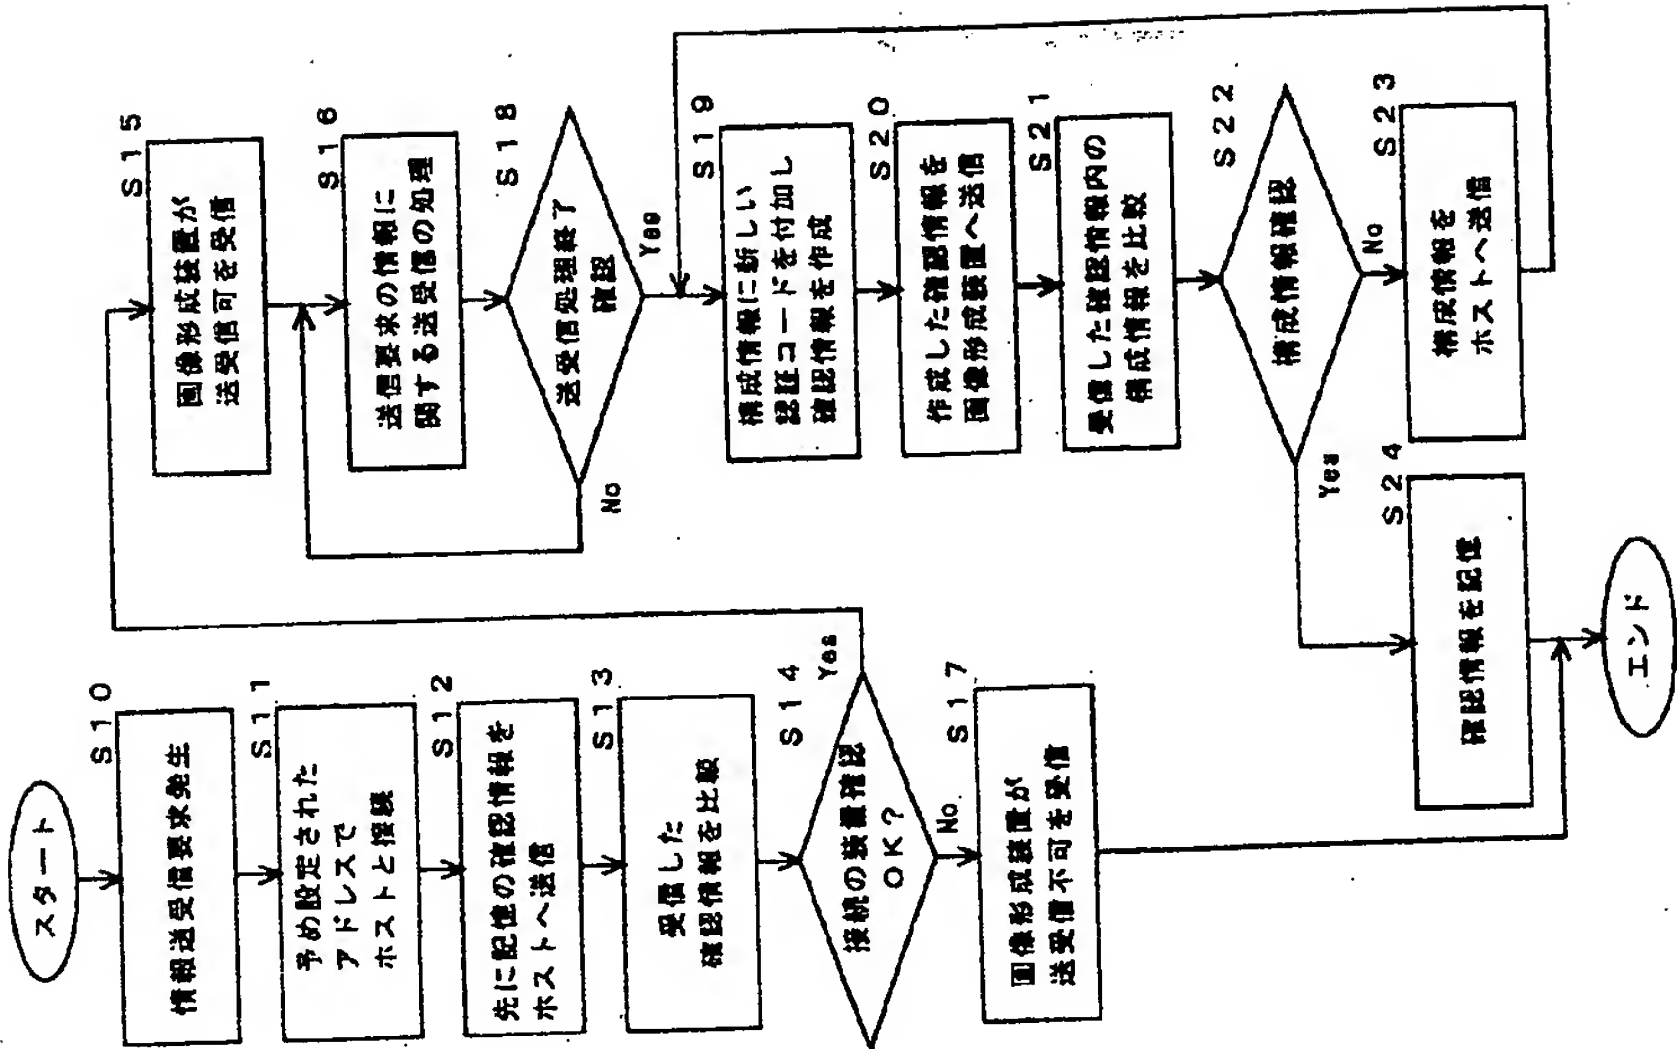 スタート
S10
情報送受信要求発生
S11
予め設定された
アドレスで
ホストと接続
S12
先に記憶の確認情報を
ホストへ送信
S13
受信した
確認情報を比較
S14
接続の装置確認
OK?
Yes
No
S17
画像形成装置が
送受信不可を受信
S15
画像形成装置が
送受信可を受信
S16
送信要求の情報に
関する送受信の処理
S18
送受信処理終了
確認
No
Yes
S19
構成情報に新しい
認証コードを付加し
確認情報を作成
S20
作成した確認情報を
画像形成装置へ送信
S21
受信した確認情報内の
構成情報を比較
S22
構成情報確認
No
Yes
S23
構成情報を
ホストへ送信
S24
確認情報を記憶
エンド